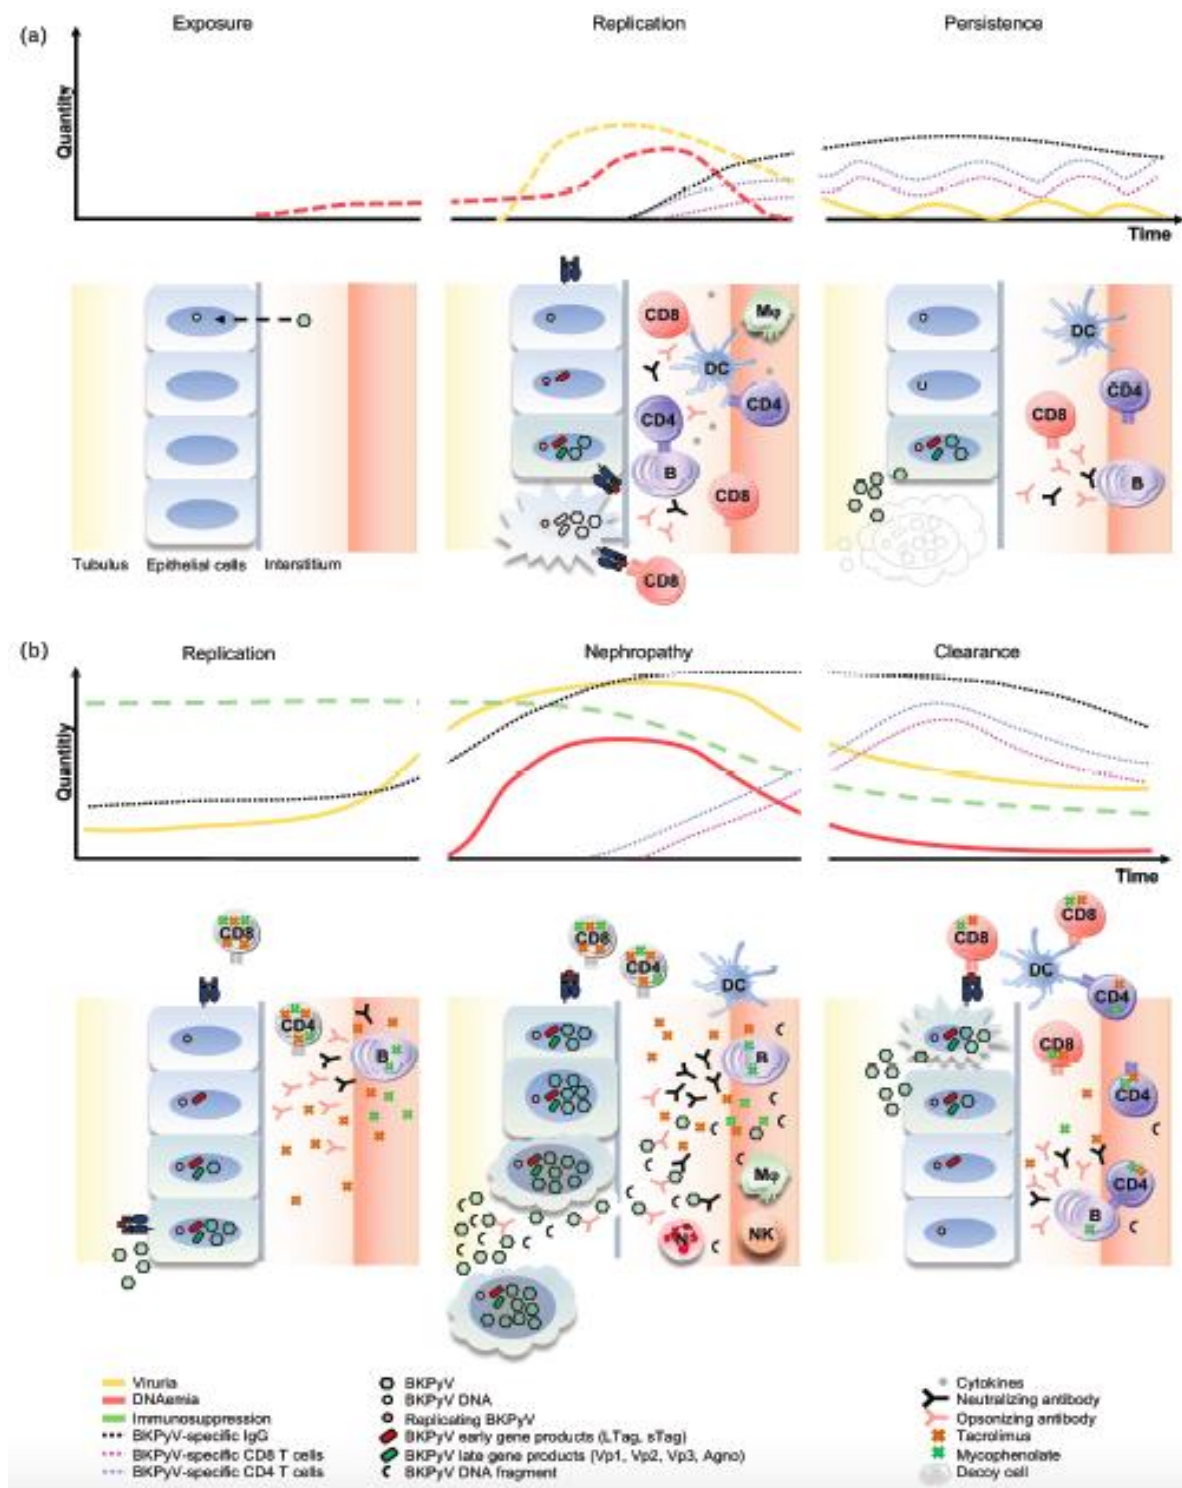 (a)
Exposure
Replication
Persistence
Quantity
Time
CD8
Mφ
DC
CD4
CD4
B
CD8
CD8
DC
CD4
CD8
B
Tubulus
Epithelial cells
Interstitium
(b)
Replication
Nephropathy
Clearance
Quantitiy
Time
CD8
CD4
B
CD8
CD4
DC
B
Mφ
N
NK
CD8
CD8
DC
CD4
CD8
CD4
CD4
B
Viruria
DNAemia
Immunosuppression
BKPyV-specific IgG
BKPyV-specific CD8 T cells
BKPyV-specific CD4 T cells
BKPyV
BKPyV DNA
Replicating BKPyV
BKPyV early gene products (LTag, sTag)
BKPyV late gene products (Vp1, Vp2, Vp3, Agno)
BKPyV DNA fragment
Cytokines
Neutralizing antibody
Opsonizing antibody
Tacrolimus
Mycophenolate
Decoy cell